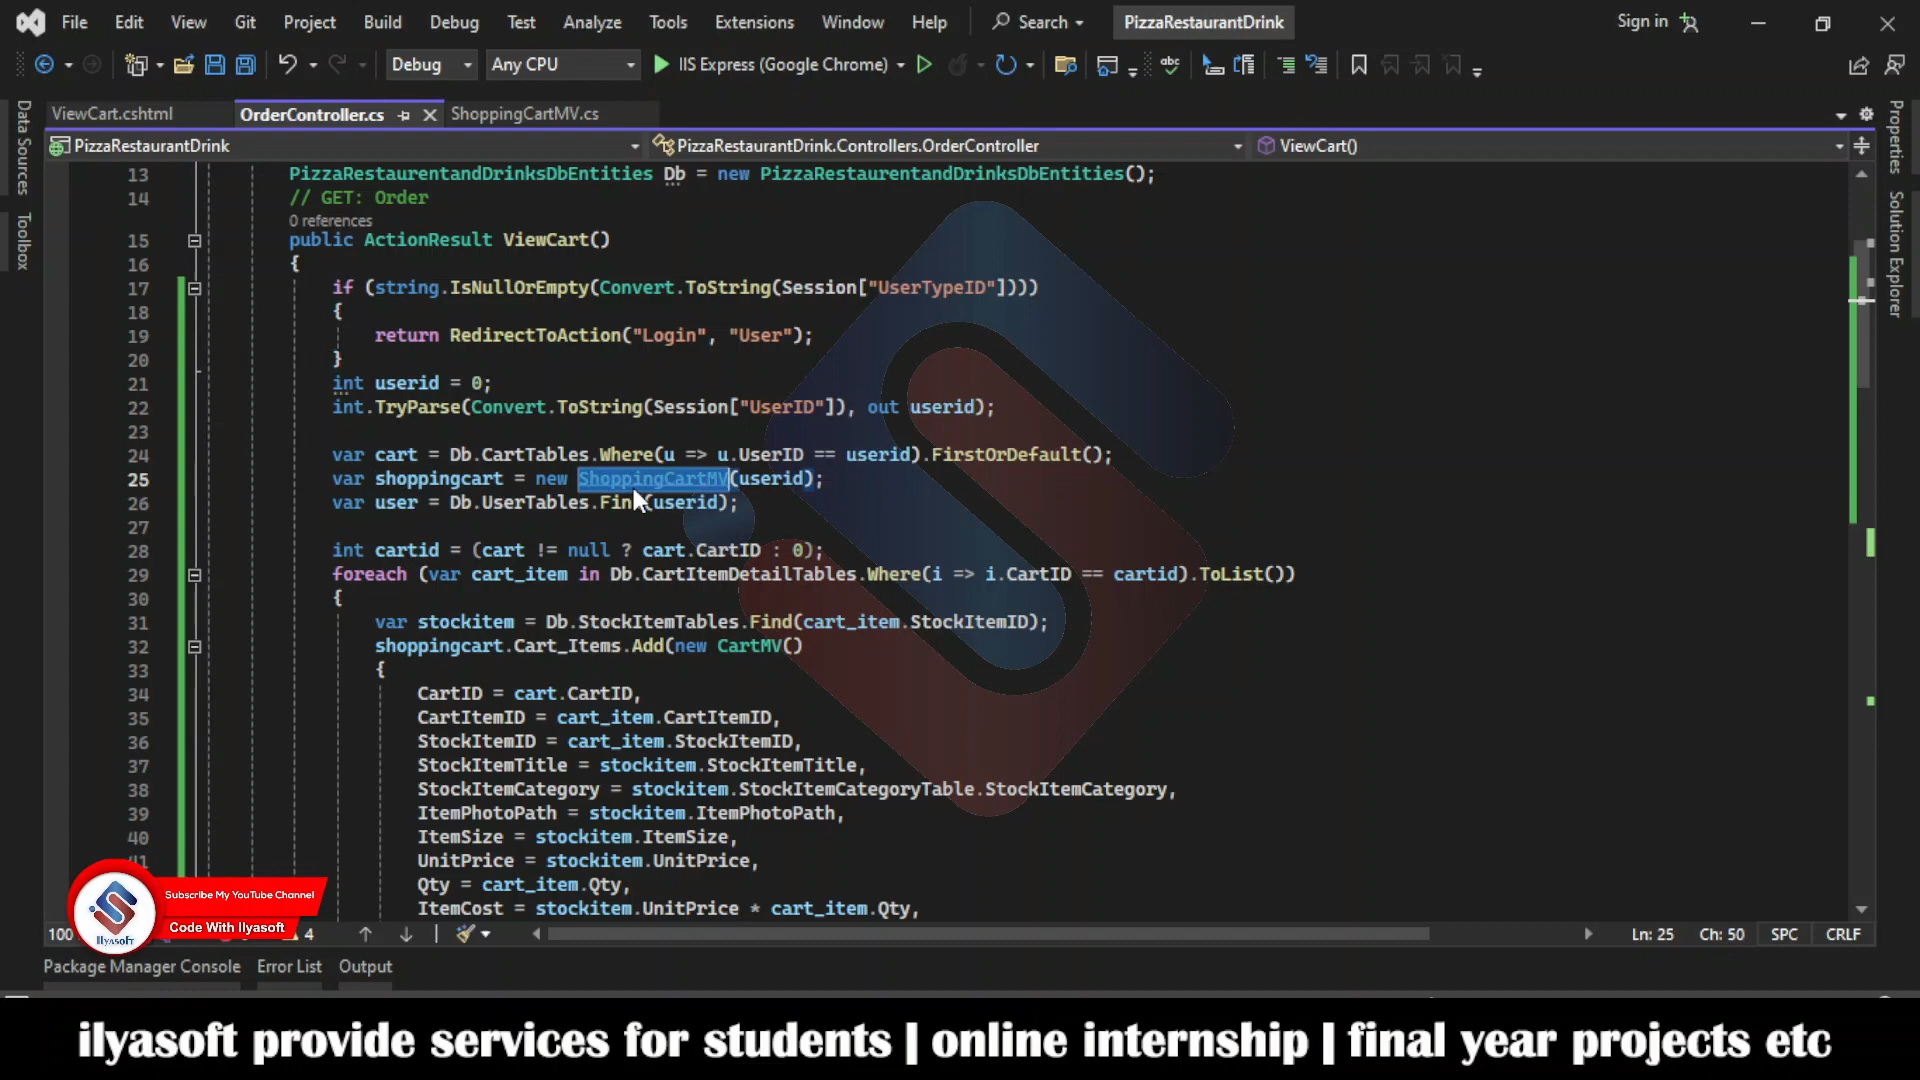 File Edit View Git Project Build Debug Test Analyze Tools Extensions Window Help Search PizzaRestaurantDrink Sign in
Debug Any CPU IIS Express (Google Chrome)
ViewCart.cshtml OrderController.cs ShoppingCartMV.cs
PizzaRestaurantDrink PizzaRestaurantDrink.Controllers.OrderController ViewCart()
Data Sources
Toolbox
Properties
Solution Explorer
13 PizzaRestaurentandDrinksDbEntities Db = new PizzaRestaurentandDrinksDbEntities();
14 // GET: Order
0 references
15 public ActionResult ViewCart()
16 {
17 if (string.IsNullOrEmpty(Convert.ToString(Session["UserTypeID"])))
18 {
19 return RedirectToAction("Login", "User");
20 }
21 int userid = 0;
22 int.TryParse(Convert.ToString(Session["UserID"]), out userid);
23
24 var cart = Db.CartTables.Where(u => u.UserID == userid).FirstOrDefault();
25 var shoppingcart = new ShoppingCartMV(userid);
26 var user = Db.UserTables.Fin (userid);
27
28 int cartid = (cart != null ? cart.CartID : 0);
29 foreach (var cart_item in Db.CartItemDetailTables.Where(i => i.CartID == cartid).ToList())
30 {
31 var stockitem = Db.StockItemTables.Find(cart_item.StockItemID);
32 shoppingcart.Cart_Items.Add(new CartMV()
33 {
34 CartID = cart.CartID,
35 CartItemID = cart_item.CartItemID,
36 StockItemID = cart_item.StockItemID,
37 StockItemTitle = stockitem.StockItemTitle,
38 StockItemCategory = stockitem.StockItemCategoryTable.StockItemCategory,
39 ItemPhotoPath = stockitem.ItemPhotoPath,
40 ItemSize = stockitem.ItemSize,
41 UnitPrice = stockitem.UnitPrice,
Qty = cart_item.Qty,
ItemCost = stockitem.UnitPrice * cart_item.Qty,
Subscribe My YouTube Channel
Code With Ilyasoft
IlyasofT
100 4 Ln: 25 Ch: 50 SPC CRLF
Package Manager Console Error List Output
ilyasoft provide services for students | online internship | final year projects etc